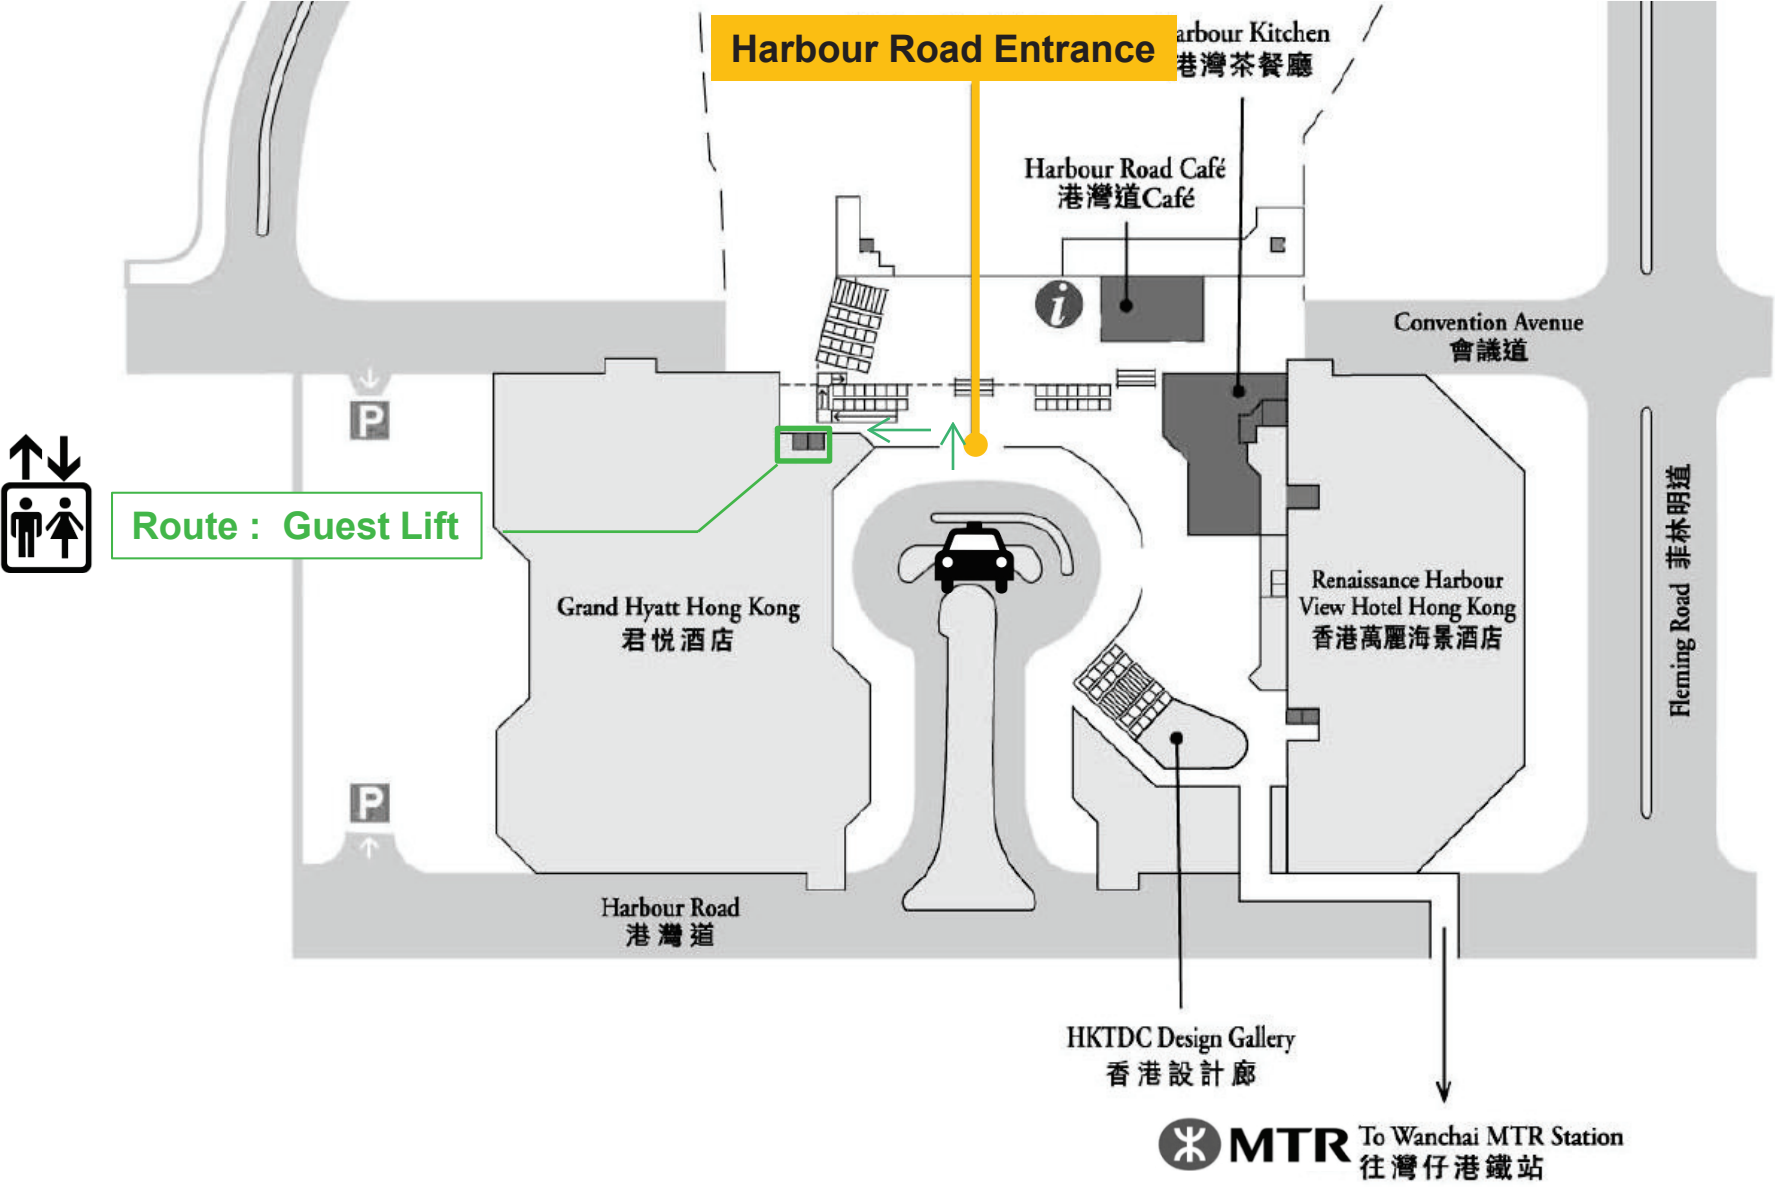 Harbour Road Entrance
arbour Kitchen
港灣茶餐廳
Harbour Road Café
港灣道Café
i
Convention Avenue
會議道
P
Route : Guest Lift
Grand Hyatt Hong Kong
君悅酒店
Renaissance Harbour
View Hotel Hong Kong
香港萬麗海景酒店
Fleming Road 菲林明道
P
Harbour Road
港灣道
HKTDC Design Gallery
香港設計廊
MTR
To Wanchai MTR Station
往灣仔港鐵站